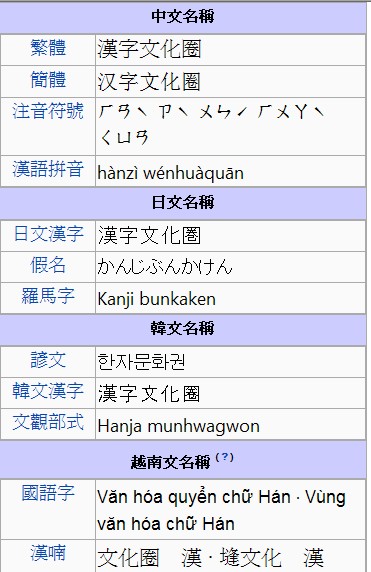 中文名稱
繁體 漢字文化圈
簡體 汉字文化圈
注音符號 ㄏㄢˋ ㄗˋ ㄨㄣˊ ㄏㄨㄚˋ
ㄑㄩㄢ
漢語拼音 hànzì wénhuàquān
日文名稱
日文漢字 漢字文化圏
假名 かんじぶんかけん
羅馬字 Kanji bunkaken
韓文名稱
諺文 한자문화권
韓文漢字 漢字文化圈
文觀部式 Hanja munhwagwon
越南文名稱 (?)
國語字 Văn hóa quyển chữ Hán · Vùng
văn hóa chữ Hán
漢喃 文化圈 漢 · 㙊文化 漢